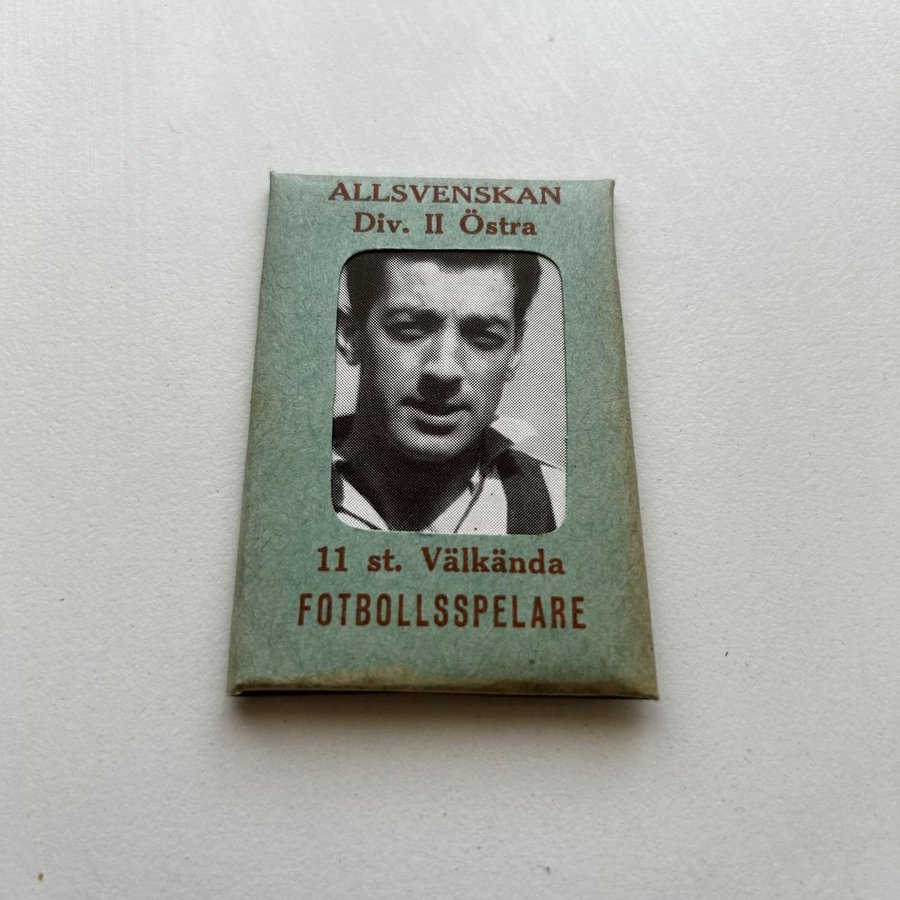 ALLSVENSKAN
Div. II Östra
11 st. Välkända
FOTBOLLSSPELARE